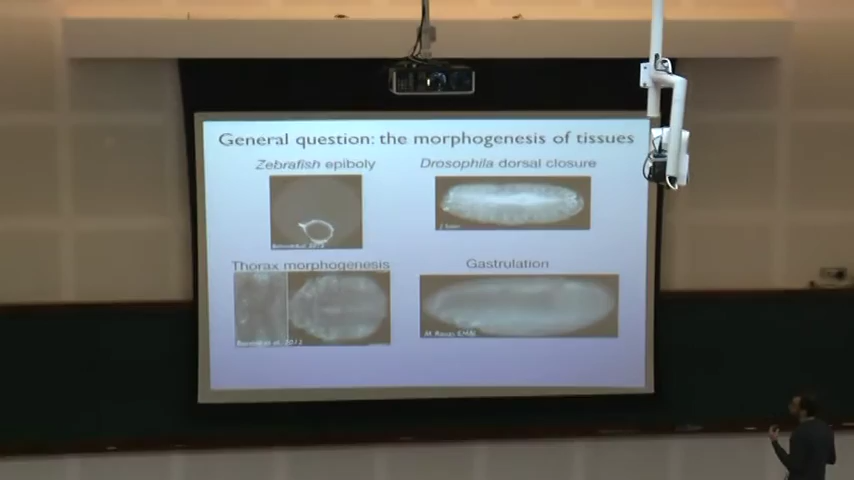 General question: the morphogenesis of tissues
Zebrafish epiboly
Drosophila dorsal closure
Thorax morphogenesis
Gastrulation